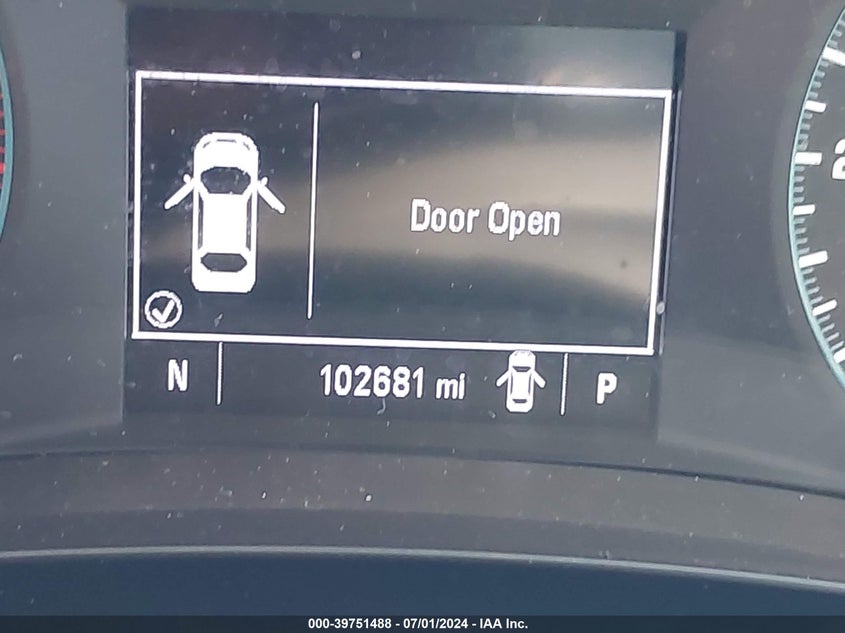 Door Open
N 102681 mi P
000-39751488 - 07/01/2024 - IAA Inc.